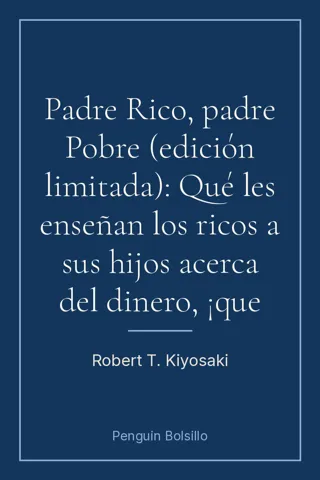 Padre Rico, padre
Pobre (edición
limitada): Qué les
enseñan los ricos a
sus hijos acerca
del dinero, ¡que
Robert T. Kiyosaki
Penguin Bolsillo